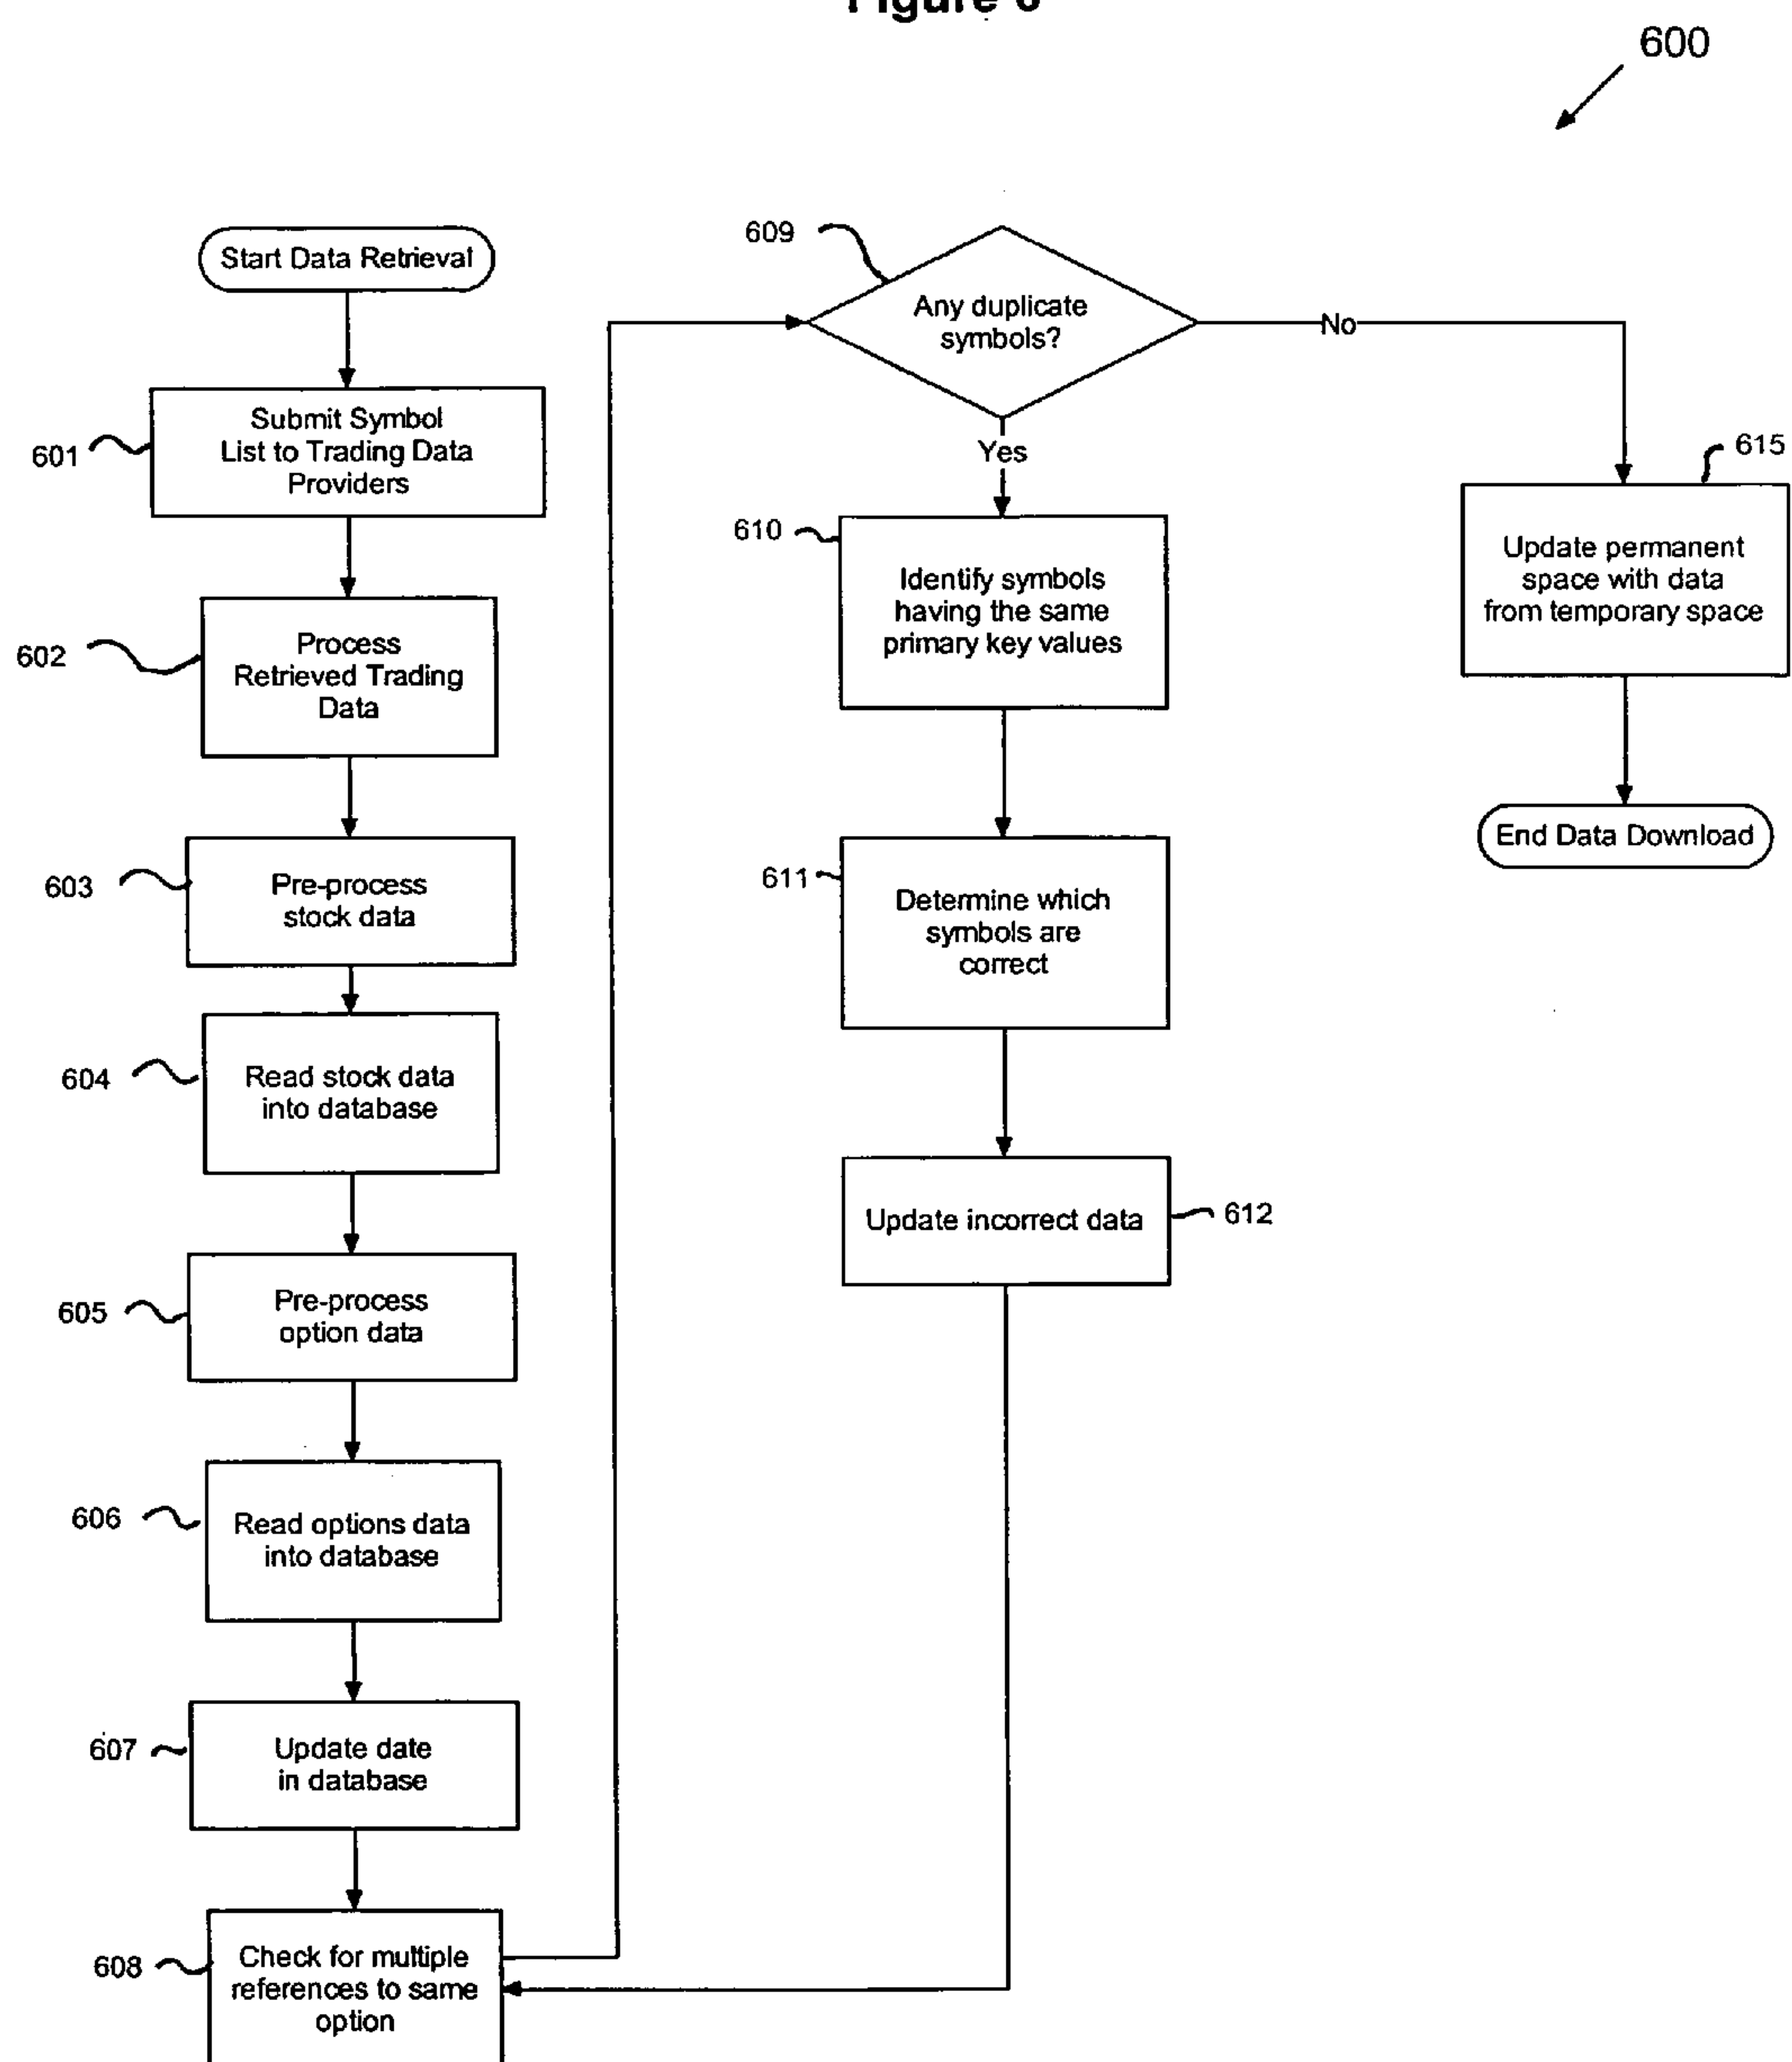 Figure 6
600
Start Data Retrieval
601
Submit Symbol
List to Trading Data
Providers
602
Process
Retrieved Trading
Data
603
Pre-process
stock data
604
Read stock data
into database
605
Pre-process
option data
606
Read options data
into database
607
Update date
in database
608
Check for multiple
references to same
option
609
Any duplicate
symbols?
No
Yes
610
Identify symbols
having the same
primary key values
611
Determine which
symbols are
correct
Update incorrect data
612
615
Update permanent
space with data
from temporary space
End Data Download